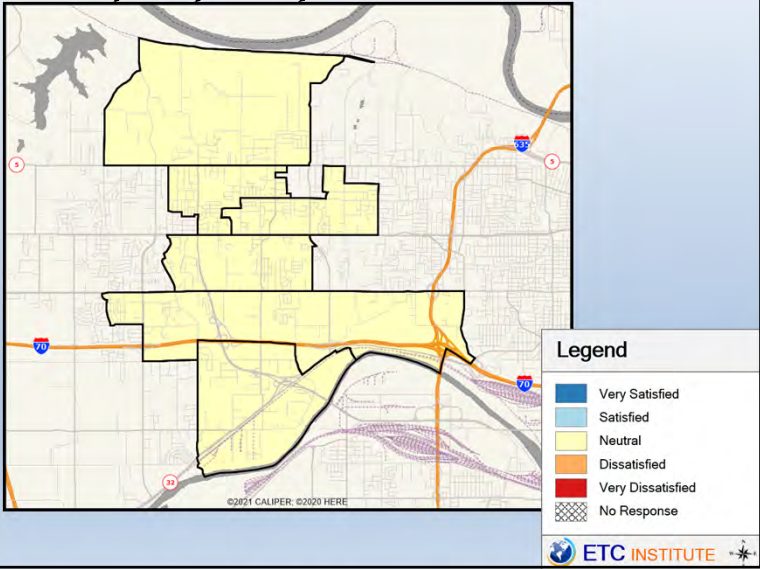 5
635
5
70
70
32
©2021 CALIPER; ©2020 HERE
Legend
Very Satisfied
Satisfied
Neutral
Dissatisfied
Very Dissatisfied
No Response
ETC INSTITUTE